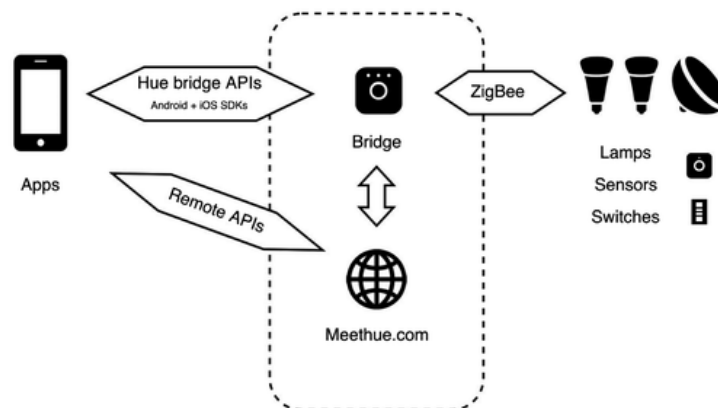 Hue bridge APIs
Android + iOS SDKs
ZigBee
Bridge
Apps
Lamps
Sensors
Switches
Remote APIs
Meethue.com